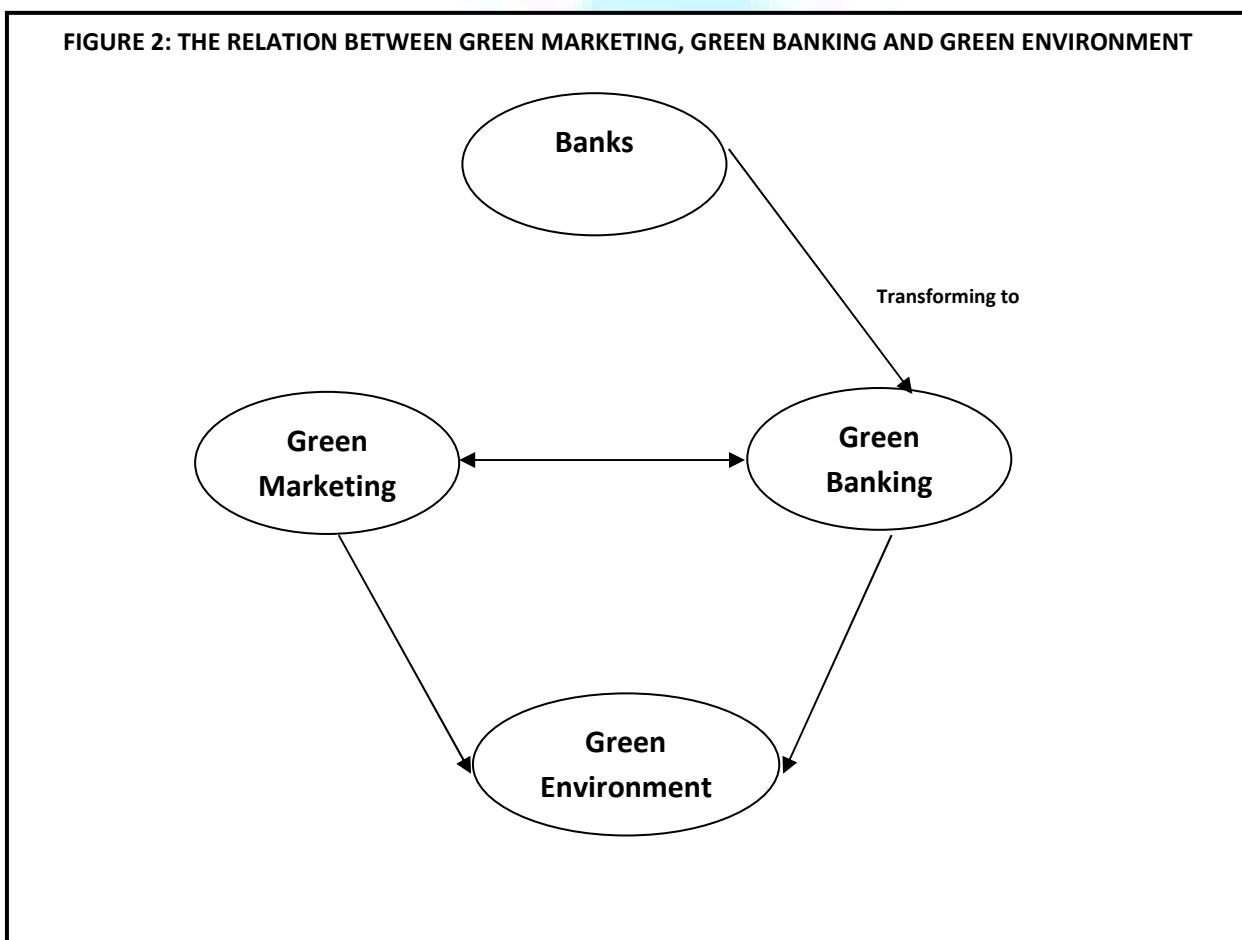 FIGURE 2: THE RELATION BETWEEN GREEN MARKETING, GREEN BANKING AND GREEN ENVIRONMENT
Banks
Transforming to
Green
Marketing
Green
Banking
Green
Environment